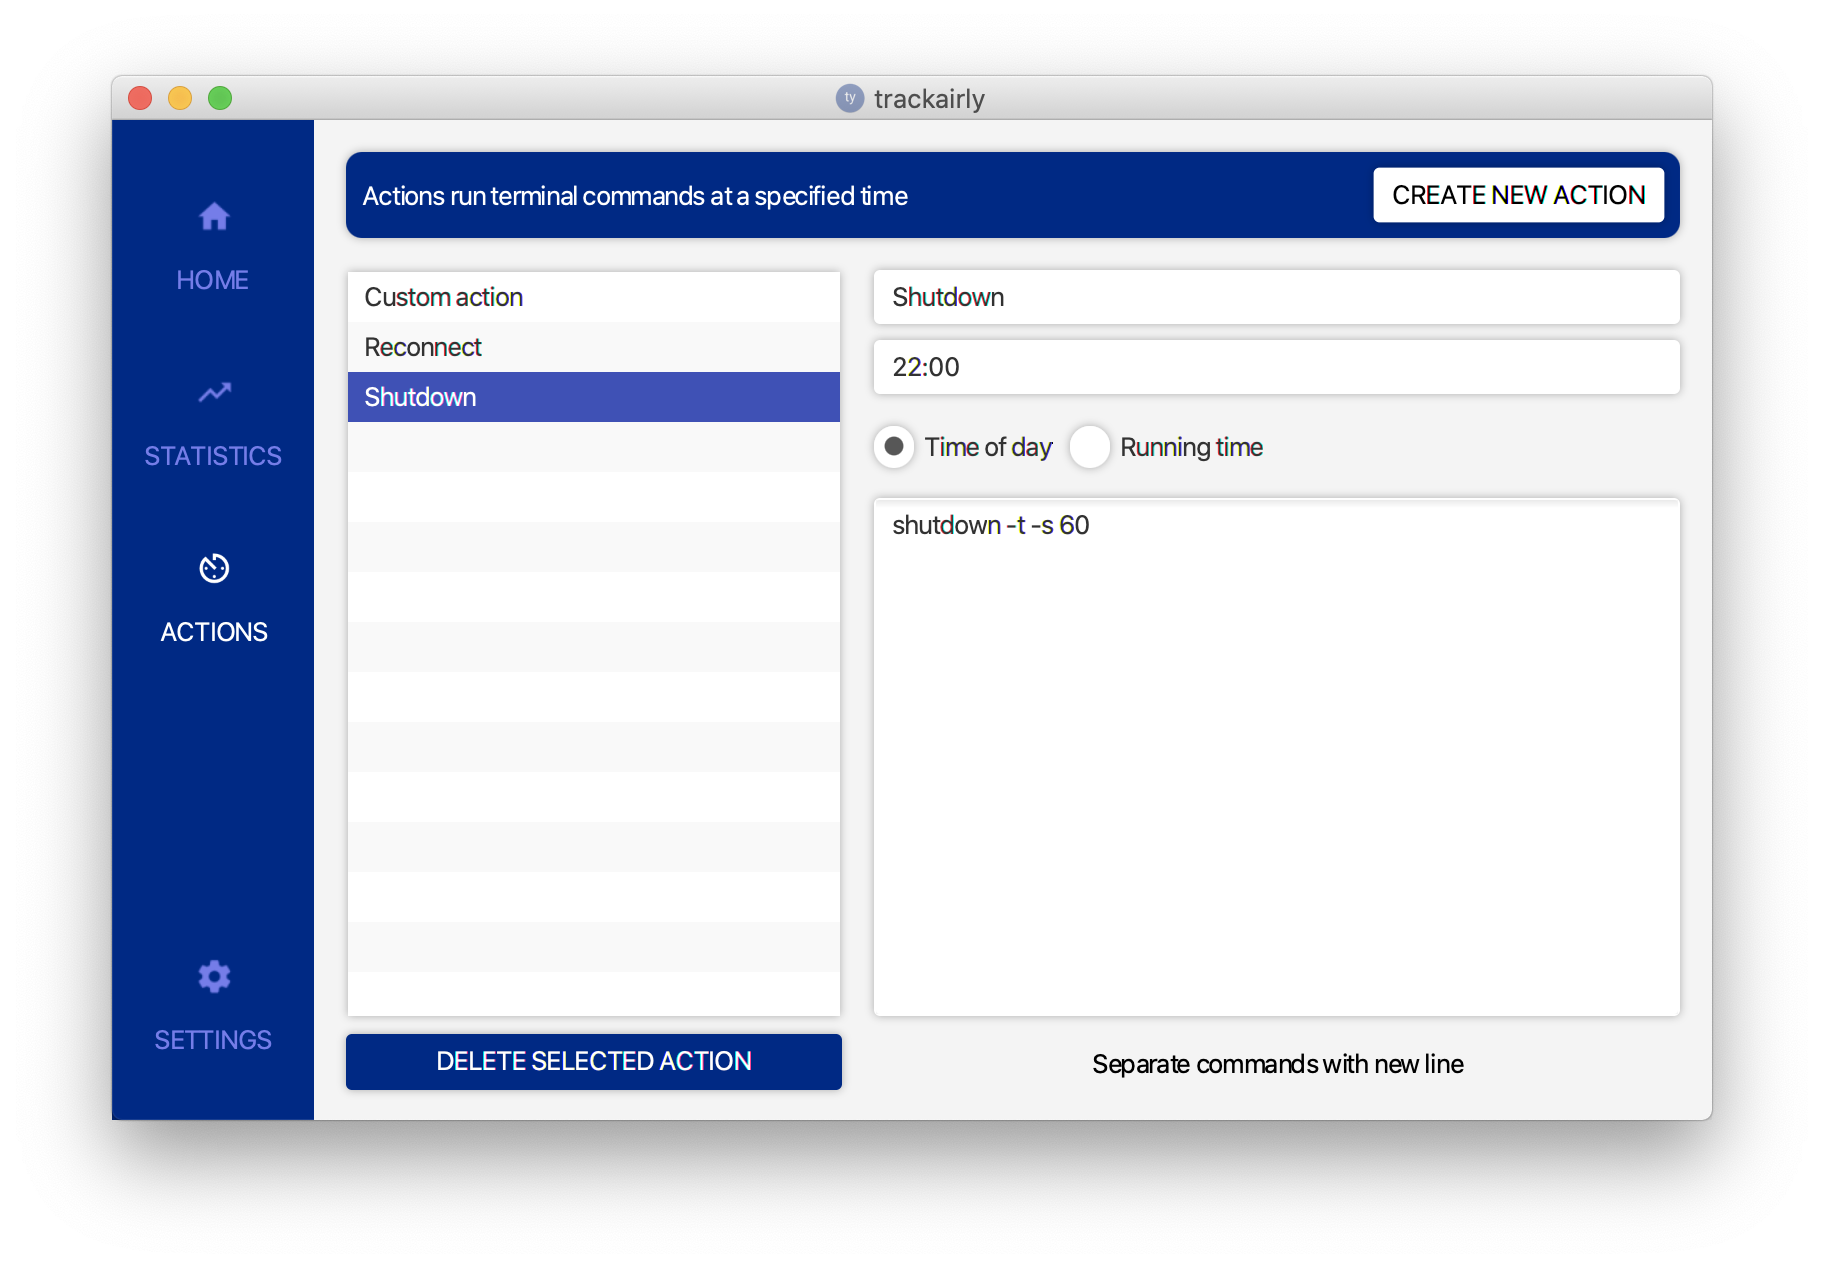 ty trackairly
HOME
STATISTICS
ACTIONS
SETTINGS
Actions run terminal commands at a specified time
CREATE NEW ACTION
Custom action
Reconnect
Shutdown
DELETE SELECTED ACTION
Shutdown
22:00
Time of day Running time
shutdown -t -s 60
Separate commands with new line